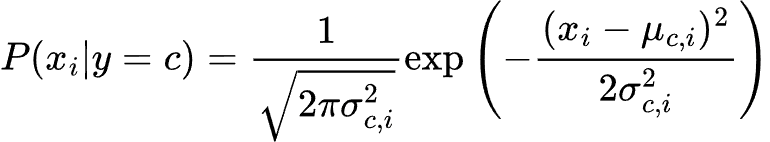 P(x_i|y = c) = \frac{1}{\sqrt{2\pi\sigma_{c,i}^2}} \exp\left(-\frac{(x_i - \mu_{c,i})^2}{2\sigma_{c,i}^2}\right)